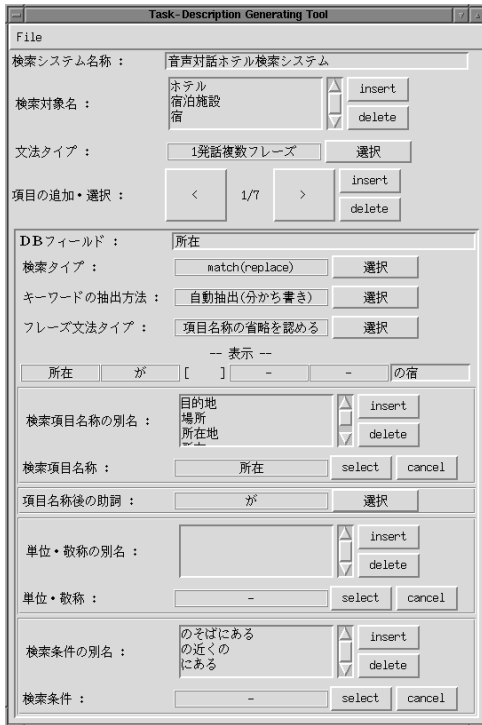 Task-Description Generating Tool
File
検索システム名称： 音声対話ホテル検索システム
検索対象名： ホテル insert
宿泊施設
宿 delete
文法タイプ： 1発話複数フレーズ 選択
項目の追加・選択： < 1/7 > insert
delete
DBフィールド： 所在
検索タイプ： match(replace) 選択
キーワードの抽出方法： 自動抽出(分かち書き) 選択
フレーズ文法タイプ： 項目名称の省略を認める 選択
-- 表示 --
所在 が [ ] - - の宿
検索項目名称の別名： 目的地 insert
場所
所在地 delete
検索項目名称： 所在 select cancel
項目名称後の助詞： が 選択
単位・敬称の別名： insert
delete
単位・敬称： - select cancel
検索条件の別名： のそばにある insert
の近くの
にある delete
検索条件： - select cancel